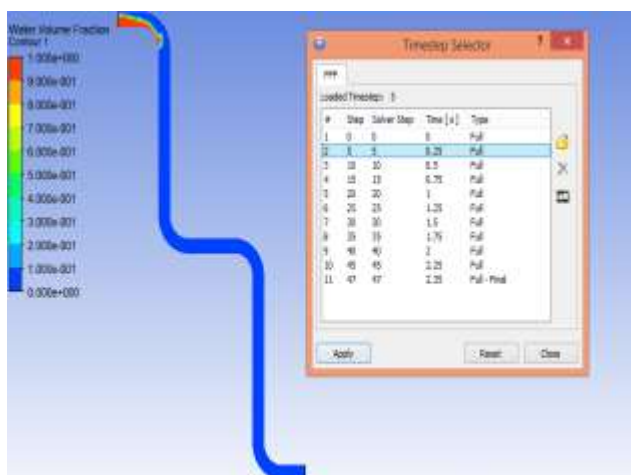 Water Volume Fraction
Contour 1
1.000e+000
9.000e-001
8.000e-001
7.000e-001
6.000e-001
5.000e-001
4.000e-001
3.000e-001
2.000e-001
1.000e-001
0.000e+000
Timestep Selector
? x
Loaded Timestep: 5
# Step Solver Step Time [s] Type
1 0 0 0 Full
2 5 5 0.25 Full
3 10 10 0.5 Full
4 15 15 0.75 Full
5 20 20 1 Full
6 25 25 1.25 Full
7 30 30 1.5 Full
8 35 35 1.75 Full
9 40 40 2 Full
10 45 45 2.25 Full
11 47 47 2.35 Full - Final
Apply Reset Close